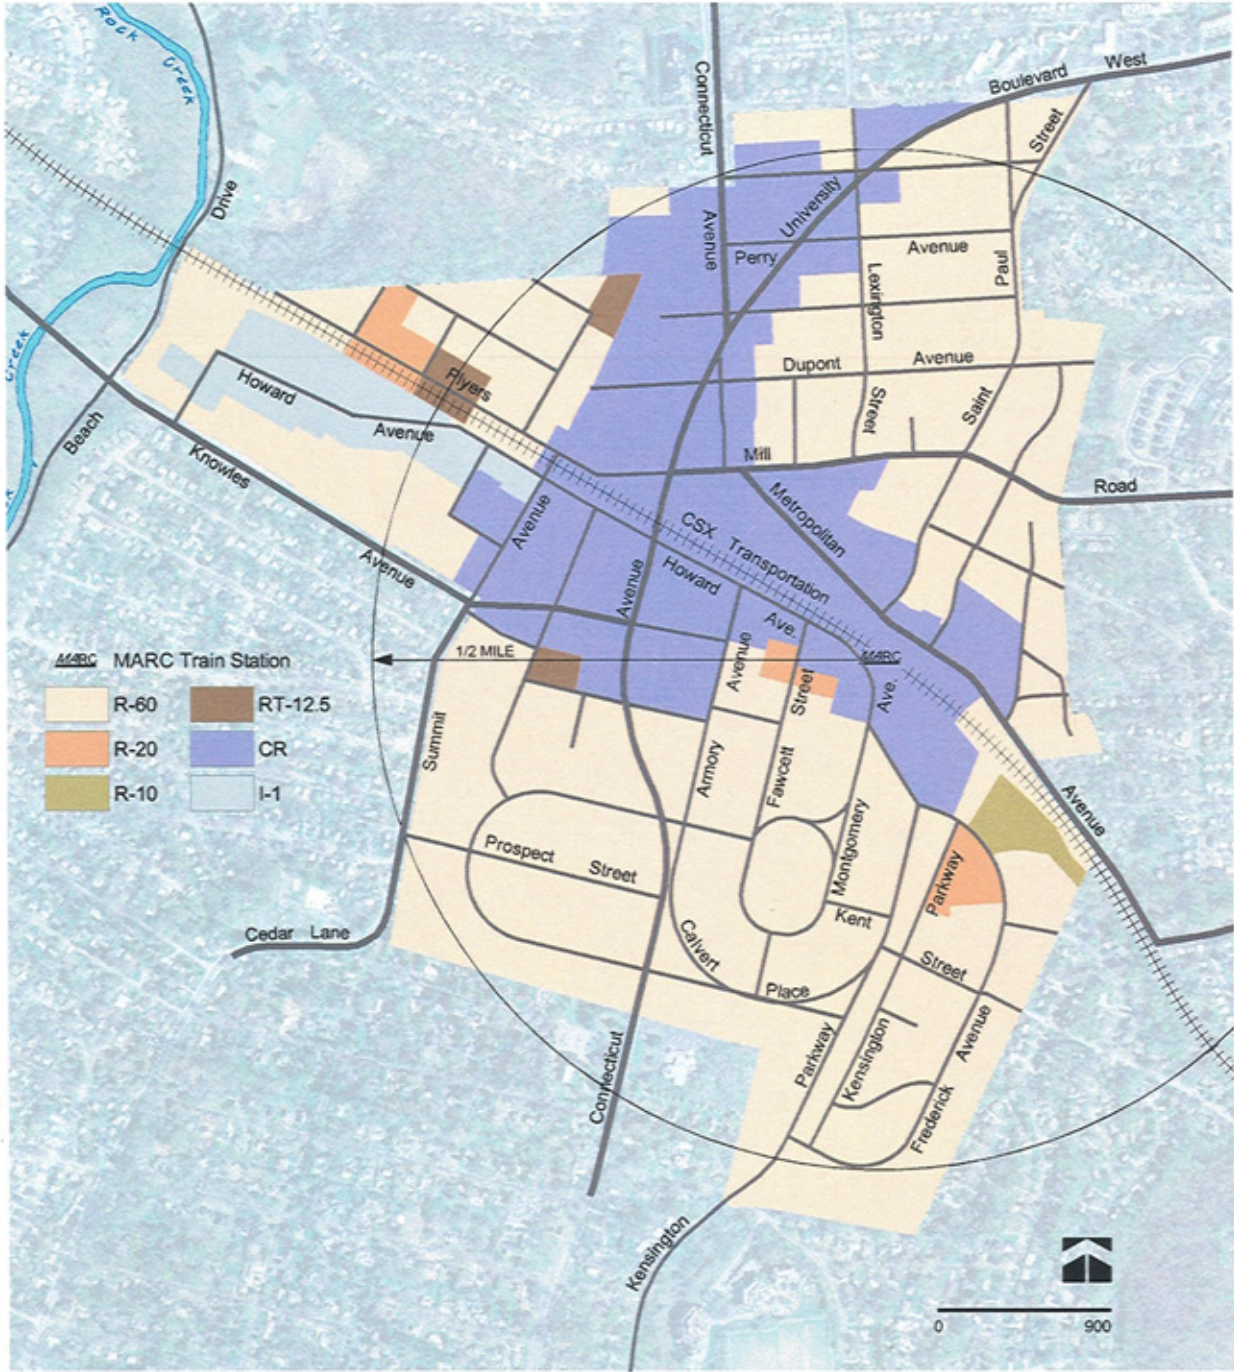 Rock
Creek
Connecticut
Boulevard
West
Street
Drive
Avenue
University
Perry
Avenue
Lexington
Paul
Creek
Plyers
Dupont
Avenue
Howard
Avenue
Street
Saint
Beach
Knowles
Mill
Road
Avenue
Metropolitan
CSX Transportation
Avenue
Avenue
Howard
Ave.
1/2 MILE
MARC
MARC MARC Train Station
R-60
RT-12.5
R-20
CR
R-10
I-1
Avenue
Street
Ave.
Summit
Armory
Fawcett
Avenue
Montgomery
Prospect Street
Parkway
Kent
Cedar Lane
Calvert
Place
Street
Parkway
Kensington
Avenue
Connecticut
Frederick
Kensington
0 900